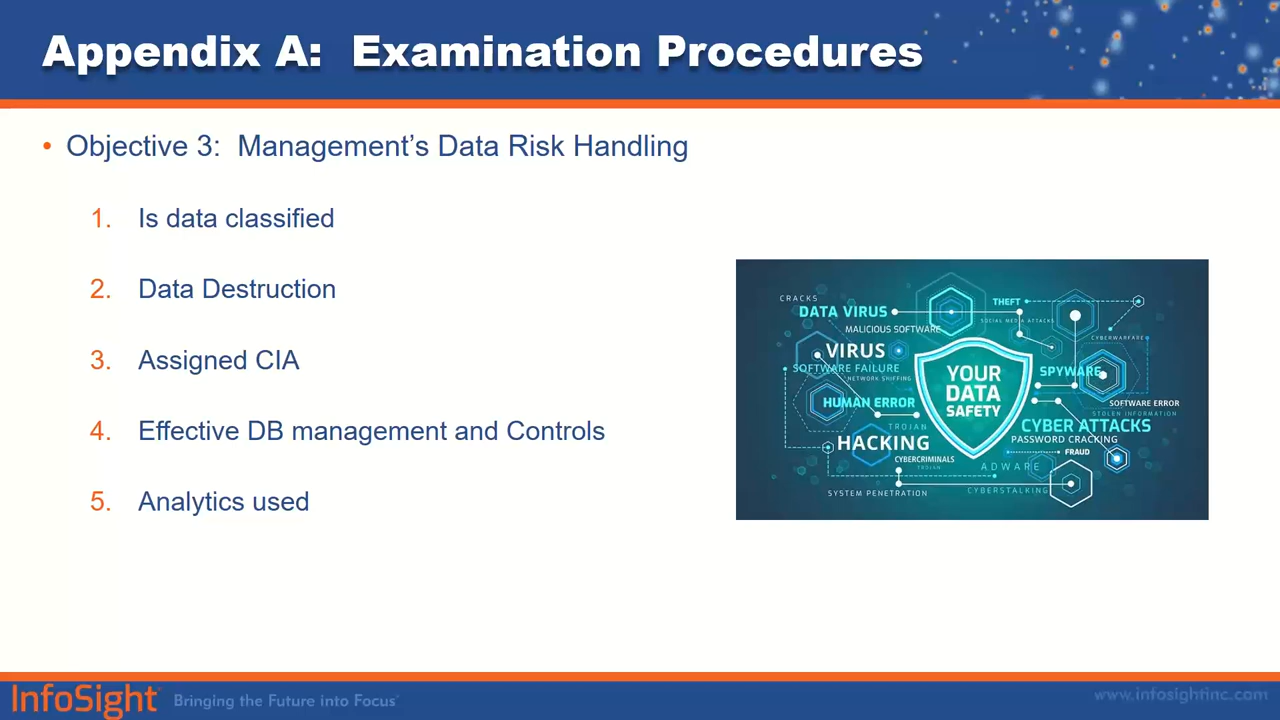 Appendix A: Examination Procedures
• Objective 3: Management's Data Risk Handling
1. Is data classified
2. Data Destruction
3. Assigned CIA
4. Effective DB management and Controls
5. Analytics used
CRACKS
DATA VIRUS
MALICIOUS SOFTWARE
VIRUS
SOFTWARE FAILURE
NETWORK SNIFFING
HUMAN ERROR
TROJAN
HACKING
CYBERCRIMINALS
TROJAN
SYSTEM PENETRATION
YOUR
DATA
SAFETY
THEFT
SOCIAL MEDIA ATTACKS
CYBERWARFARE
SPYWARE
SOFTWARE ERROR
STOLEN INFORMATION
CYBER ATTACKS
PASSWORD CRACKING
FRAUD
ADWARE
CYBERSTALKING
InfoSight
Bringing the Future into Focus
www.infosightinc.com